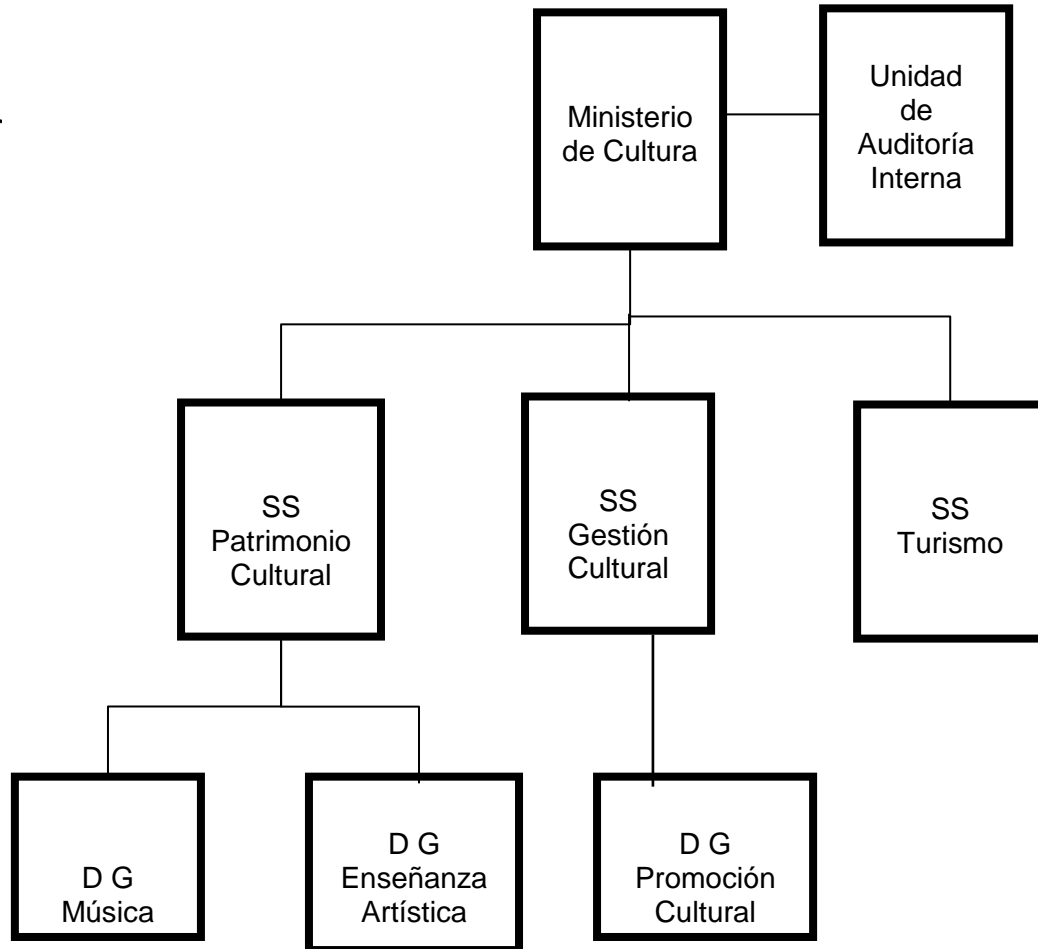 Ministerio
de Cultura
Unidad
de
Auditoría
Interna
SS
Patrimonio
Cultural
SS
Gestión
Cultural
SS
Turismo
D G
Música
D G
Enseñanza
Artística
D G
Promoción
Cultural